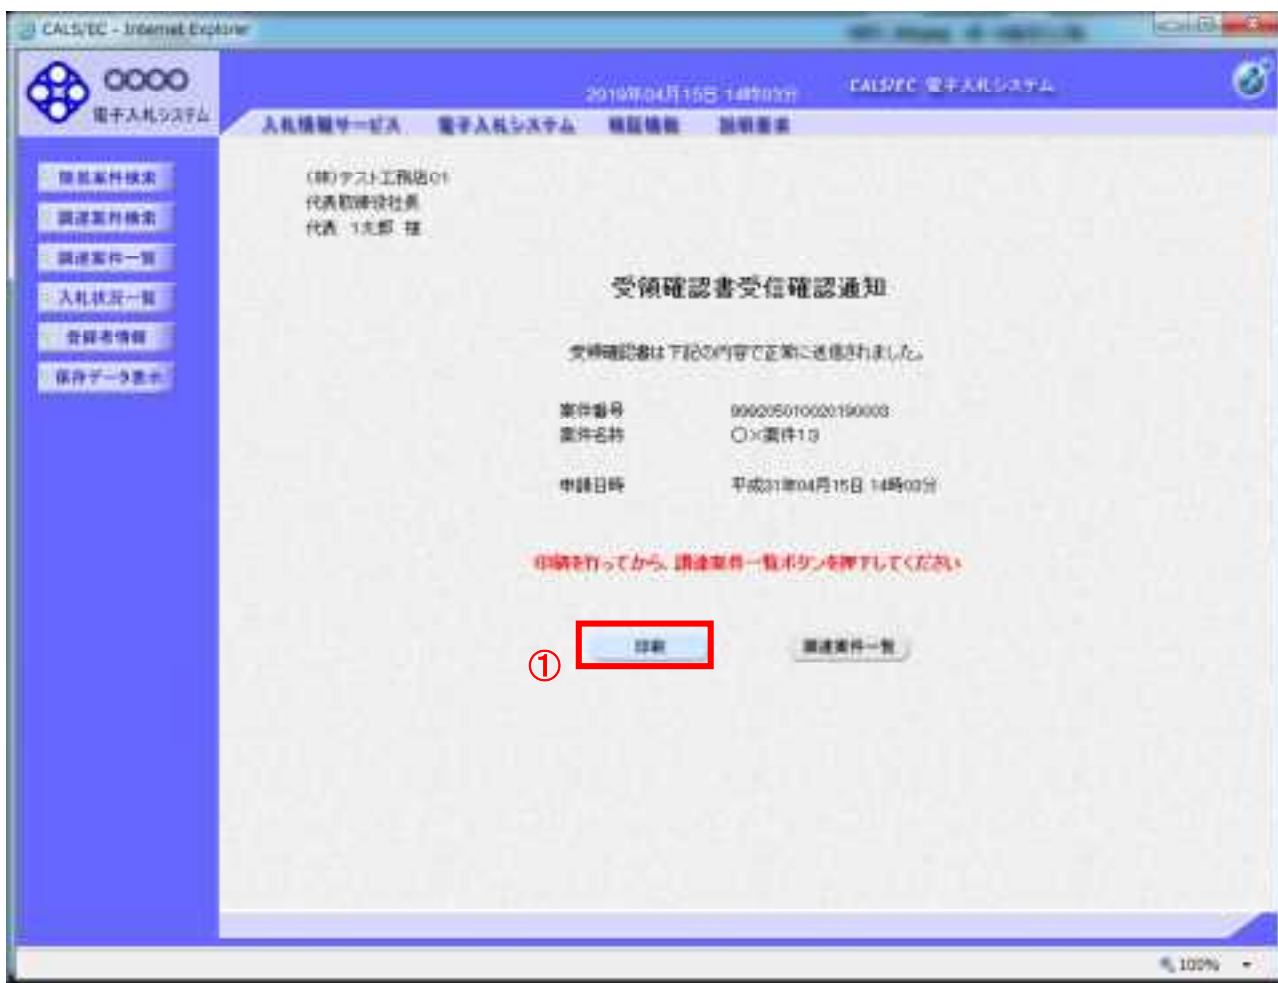 CALS/EC - Internet Explorer
○○○○
電子入札システム
2019年04月15日 14時03分
CALS/EC 電子入札システム
入札情報サービス 電子入札システム 検証機能 説明要求
簡易案件検索
調達案件検索
調達案件一覧
入札状況一覧
登録者情報
保存データ表示
(株)テスト工務店01
代表取締役社長
代表 1太郎 様
受領確認書受信確認通知
受領確認書は下記の内容で正常に送信されました。
案件番号 999205010020190003
案件名称 ○×案件13
申請日時 平成31年04月15日 14時03分
印刷を行ってから、調達案件一覧ボタンを押下してください
① 印刷 調達案件一覧
100%